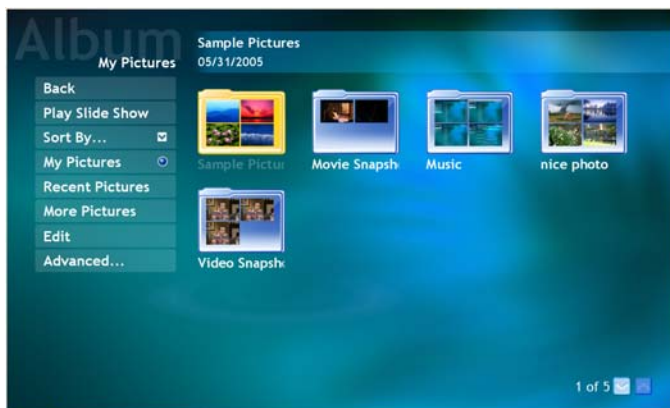 Album
My Pictures
Sample Pictures
05/31/2005
Back
Play Slide Show
Sort By...
My Pictures
Recent Pictures
More Pictures
Edit
Advanced...
Sample Pictur
Movie Snapsh
Music
nice photo
Video Snapsh
1 of 5